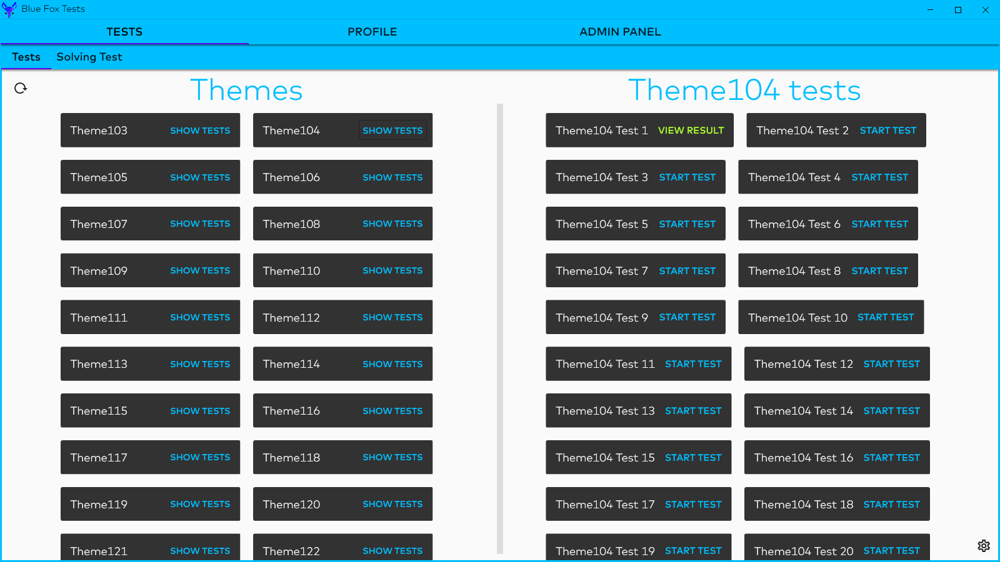 Blue Fox Tests
TESTS PROFILE ADMIN PANEL
Tests Solving Test
Themes
Theme103 SHOW TESTS Theme104 SHOW TESTS
Theme105 SHOW TESTS Theme106 SHOW TESTS
Theme107 SHOW TESTS Theme108 SHOW TESTS
Theme109 SHOW TESTS Theme110 SHOW TESTS
Theme111 SHOW TESTS Theme112 SHOW TESTS
Theme113 SHOW TESTS Theme114 SHOW TESTS
Theme115 SHOW TESTS Theme116 SHOW TESTS
Theme117 SHOW TESTS Theme118 SHOW TESTS
Theme119 SHOW TESTS Theme120 SHOW TESTS
Theme121 SHOW TESTS Theme122 SHOW TESTS
Theme104 tests
Theme104 Test 1 VIEW RESULT Theme104 Test 2 START TEST
Theme104 Test 3 START TEST Theme104 Test 4 START TEST
Theme104 Test 5 START TEST Theme104 Test 6 START TEST
Theme104 Test 7 START TEST Theme104 Test 8 START TEST
Theme104 Test 9 START TEST Theme104 Test 10 START TEST
Theme104 Test 11 START TEST Theme104 Test 12 START TEST
Theme104 Test 13 START TEST Theme104 Test 14 START TEST
Theme104 Test 15 START TEST Theme104 Test 16 START TEST
Theme104 Test 17 START TEST Theme104 Test 18 START TEST
Theme104 Test 19 START TEST Theme104 Test 20 START TEST